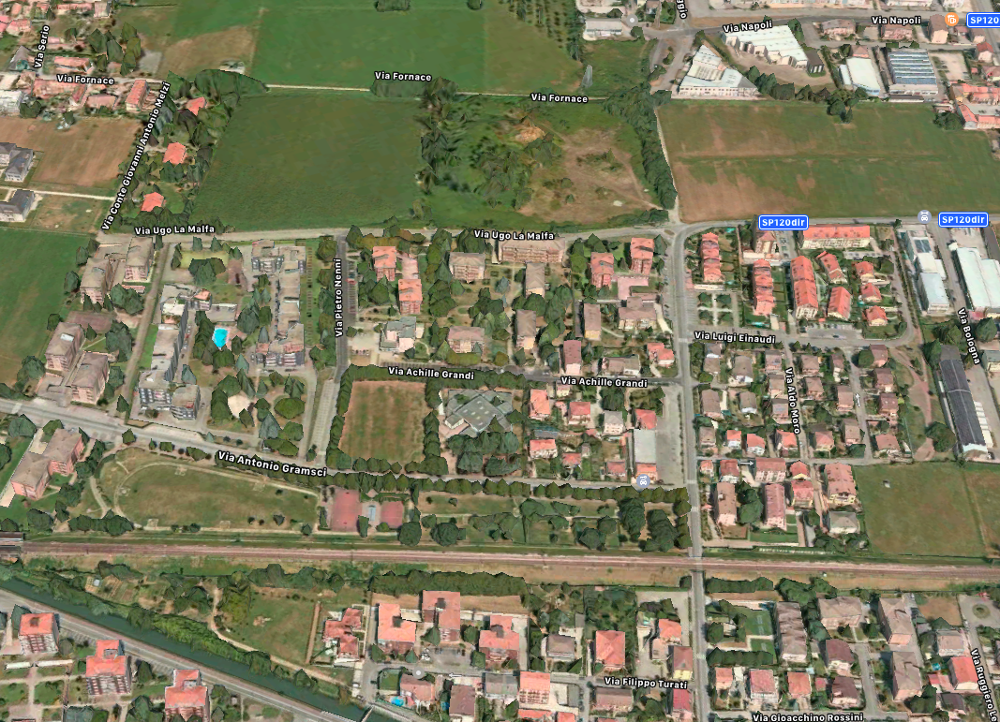 Via Napoli
Via Napoli
SP120
ggio
Via Serio
Via Fornace
Via Fornace
Via Fornace
Via Conte Giovanni Antonio Melzi
Via Ugo La Malfa
Via Ugo La Malfa
SP120dir
SP120dir
Via Pietro Nenni
Via Luigi Einaudi
Via Bologna
Via Achille Grandi
Via Achille Grandi
Via Aldo Moro
Via Antonio Gramsci
Via Filippo Turati
Via Ruggiero Le
Via Gioacchino Rossini